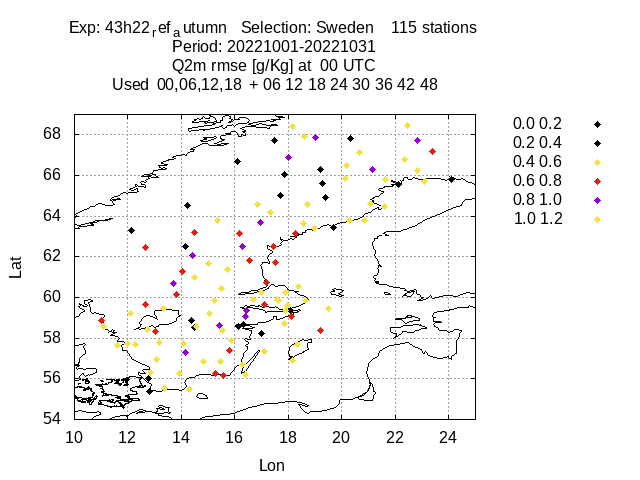 Exp: 43h22refautumn Selection: Sweden 115 stations
Period: 20221001-20221031
Q2m rmse [g/Kg] at 00 UTC
Used 00,06,12,18 + 06 12 18 24 30 36 42 48
0.0 0.2
0.2 0.4
0.4 0.6
0.6 0.8
0.8 1.0
1.0 1.2
Lat
68
66
64
62
60
58
56
54
10 12 14 16 18 20 22 24
Lon